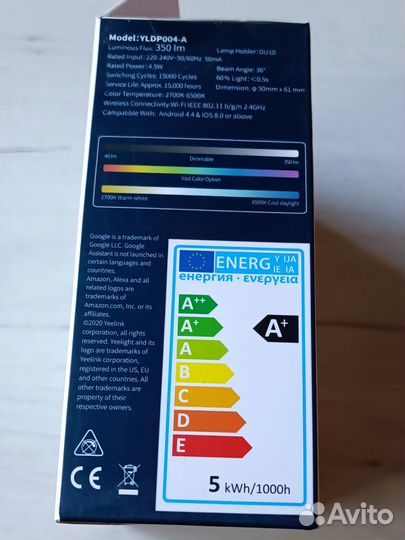 Model:YLDP004-A
Luminous Flux: 350 lm
Lamp Holder: GU10
Rated Input: 220-240V~50/60Hz 50mA
Rated Power: 4.5W
Beam Angle: 36°
Switching Cycles: 15000 Cycles
60% Light: <0.5s
Service Life: Approx. 15,000 hours
Dimension: φ 50mm x 61 mm
Color Temperature: 2700K 6500K
Wireless Connectivity:Wi-Fi IEEE 802.11 b/g/n 2.4GHz
Compatible With: Android 4.4 & IOS 8.0 or above
40 lm Dimmable 350 lm
Vast Color Option
2700K Warm white 6500K Cool daylight
Google is a trademark of
Google LLC. Google
Assistant is not launched in
certain languages and
countries.
Amazon, Alexa and all
related logos are
trademarks of
Amazon.com, Inc. or its
affiliates.
©2020 Yeelink
corporation, all rights
reserved. Yeelight and its
logo are trademarks of
Yeelink corporation,
registered in the US, EU
and other countries. All
other trademarks are
property of their
respective owners.
CE
ENERG Y IJA
IE IA
енергия · ενεργεια
A++
A+
A+
A
B
C
D
E
5 kWh/1000h
Avito